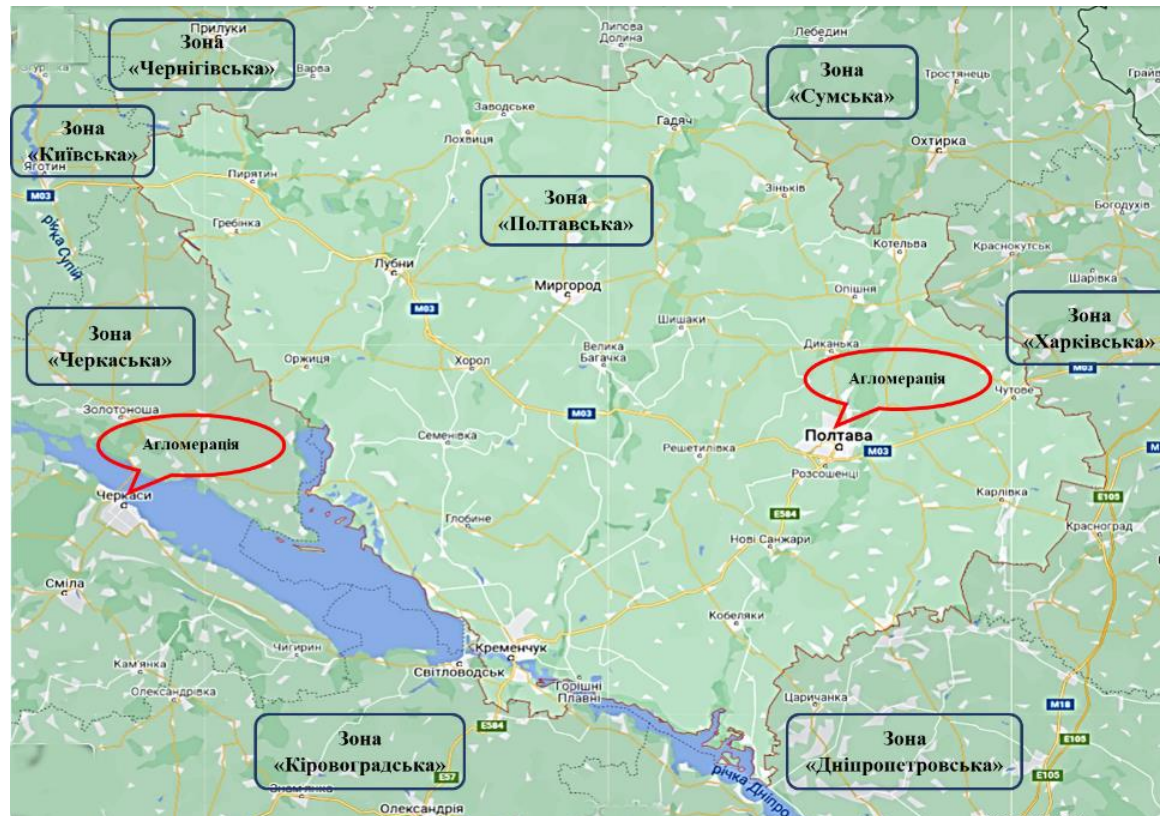 Прилуки
Липова
Долина
Лебедин
Зона
«Чернігівська»
Варва
Зона
«Сумська»
Тростянець
Зона
«Київська»
Заводське
Гадяч
Охтирка
Лохвиця
Яготин
M03
Пирятин
Зона
«Полтавська»
Зіньків
Богодухів
річка Супій
Гребінка
Котельва
Краснокутськ
Лубни
Миргород
Опішня
Шарівка
M03
Зона
«Черкаська»
Шишаки
Зона
«Харківська»
Оржиця
Хорол
Велика
Багачка
Диканька
M03
Агломерація
Чутове
Золотоноша
M03
Агломерація
Семенівка
Решетилівка
Полтава
M03
Розсошенці
Черкаси
Карлівка
E105
E584
Глобине
Красноград
Нові Санжари
Сміла
Кобеляки
Чигирин
Кременчук
Кам'янка
Світловодськ
Олександрівка
Горішні
Плавні
Царичанка
M18
Зона
«Кіровоградська»
E584
Зона
«Дніпропетровська»
E105
E57
річка Дніпро
E105
Знам'янка
Олександрія